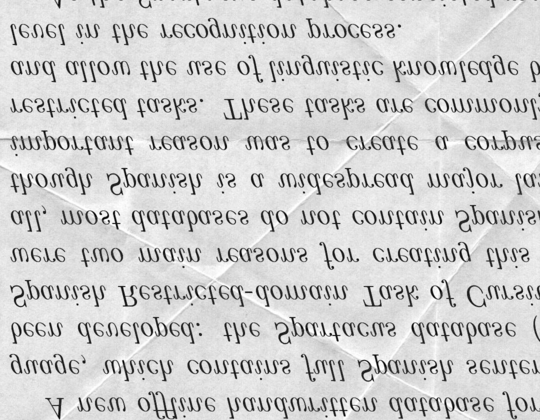 A new offline handwritten database for
guage, which contains full Spanish senten
been developed: the Spartacus database (
Spanish Restricted-domain Task of Cursi
were two main reasons for creating this
all, most databases do not contain Spanis
though Spanish is a widespread major la
important reason was to create a corpus
restricted tasks. These tasks are commonly
and allow the use of linguistic knowledge b
level in the recognition process.